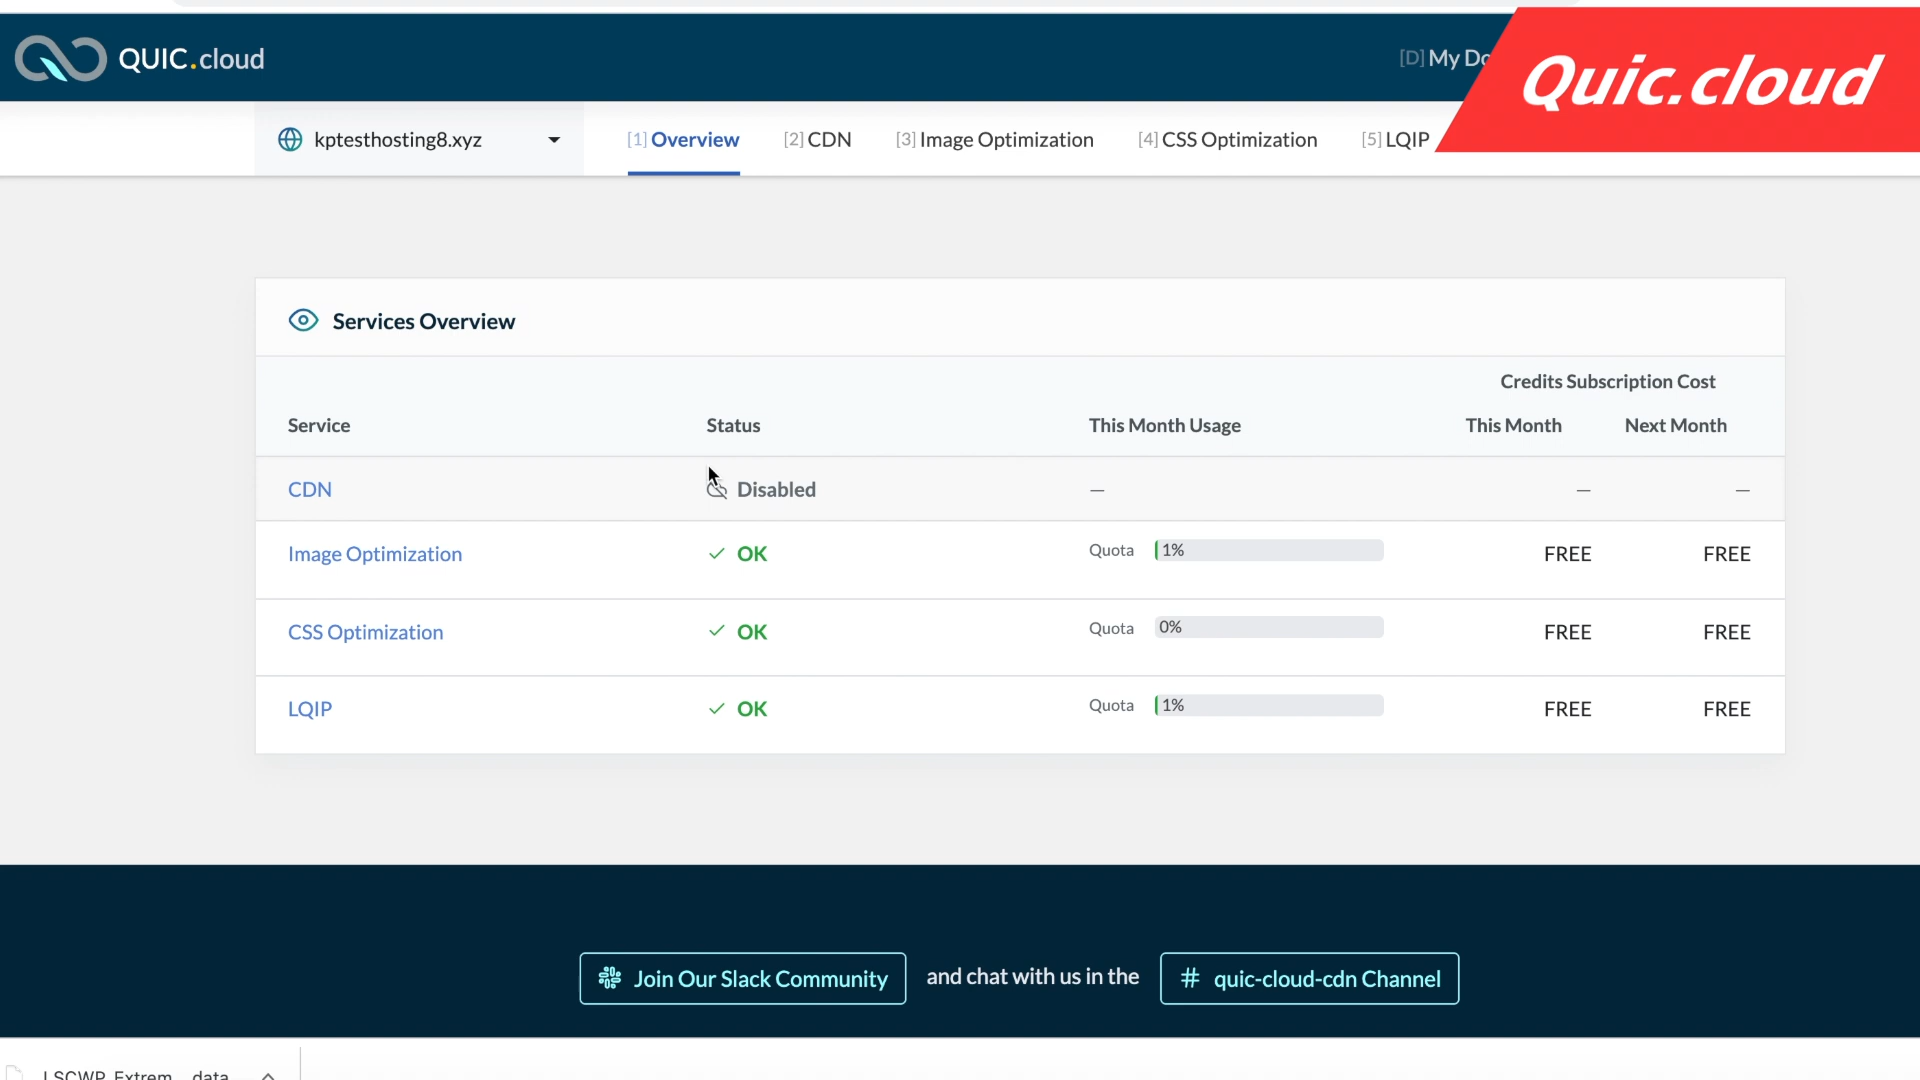 QUIC.cloud
[D] My Do
Quic.cloud
kptesthosting8.xyz
[1] Overview
[2] CDN
[3] Image Optimization
[4] CSS Optimization
[5] LQIP
Services Overview
Credits Subscription Cost
Service
Status
This Month Usage
This Month
Next Month
CDN
Disabled
—
—
—
Image Optimization
OK
Quota
1%
FREE
FREE
CSS Optimization
OK
Quota
0%
FREE
FREE
LQIP
OK
Quota
1%
FREE
FREE
Join Our Slack Community
and chat with us in the
# quic-cloud-cdn Channel
LSCWP_Extrem...data